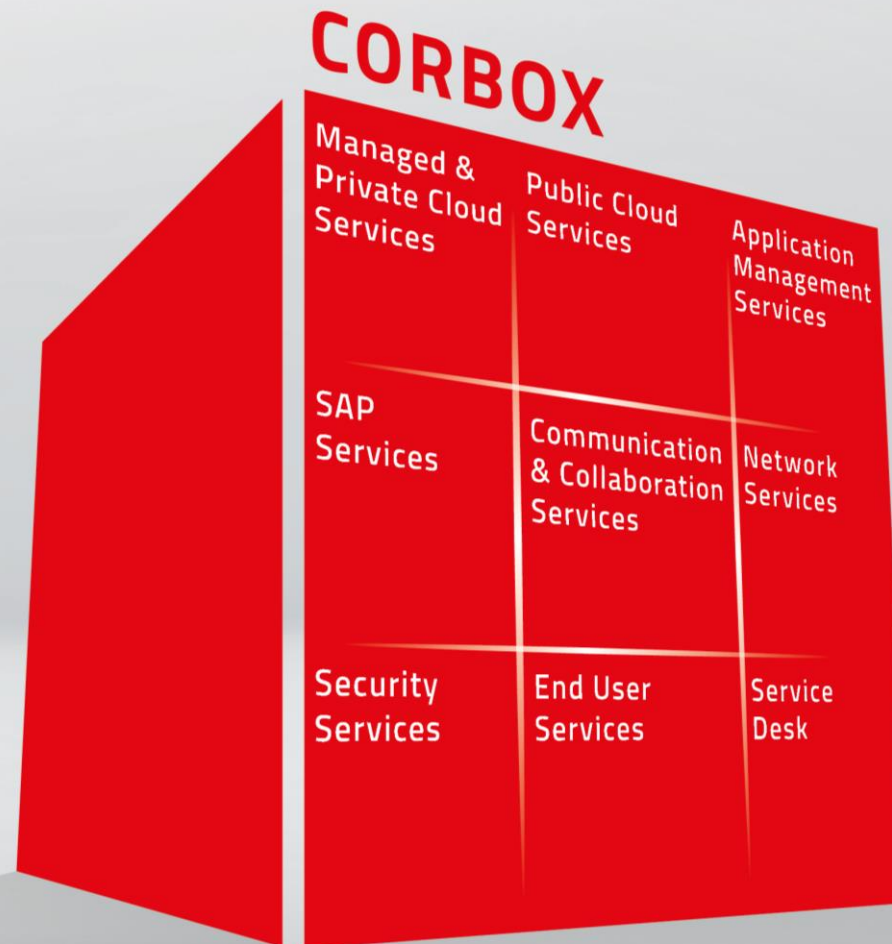 CORBOX
Managed &
Private Cloud
Services
Public Cloud
Services
Application
Management
Services
SAP
Services
Communication
& Collaboration
Services
Network
Services
Security
Services
End User
Services
Service
Desk